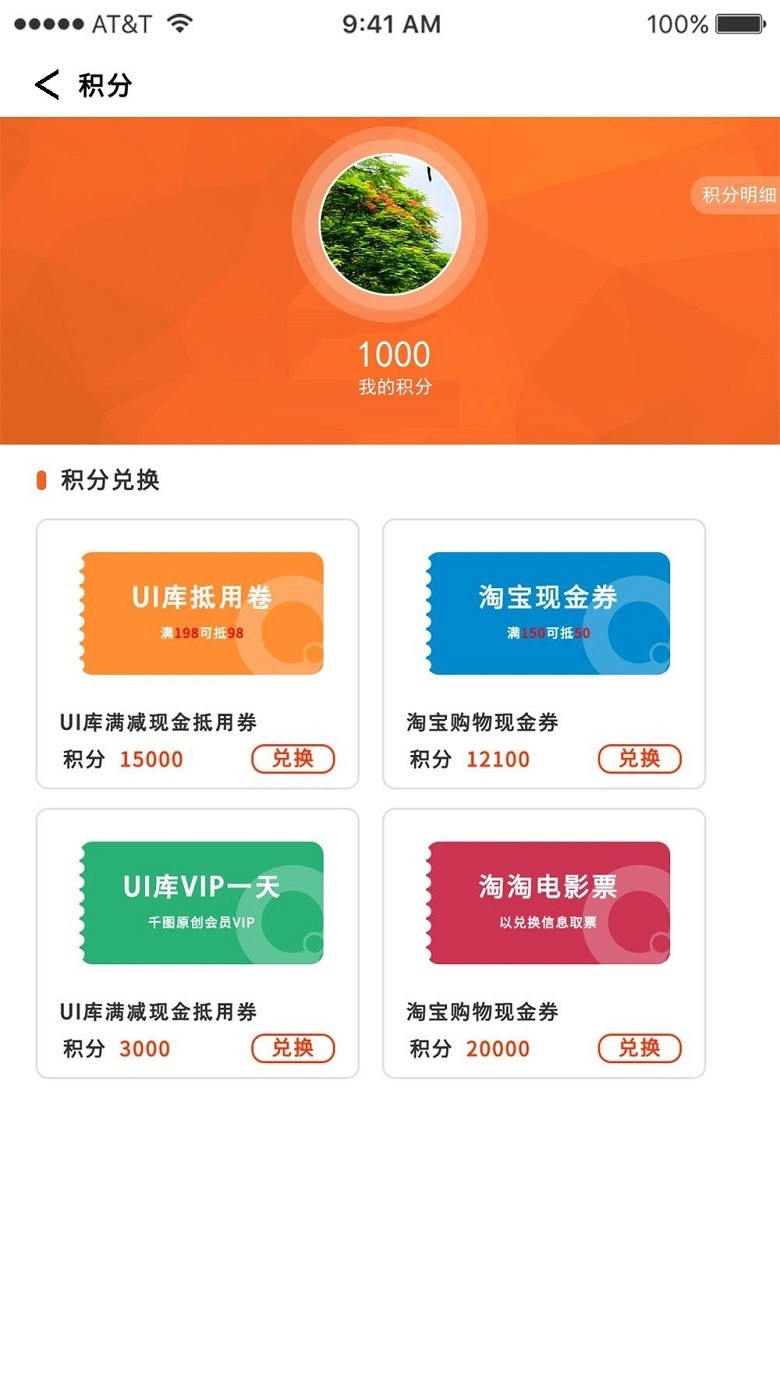 AT&T 9:41 AM 100%
积分
积分明细
1000
我的积分
积分兑换
UI库抵用卷
满198可抵98
UI库满减现金抵用券
积分 15000 兑换
淘宝现金券
满150可抵50
淘宝购物现金券
积分 12100 兑换
UI库VIP一天
千图原创会员VIP
UI库满减现金抵用券
积分 3000 兑换
淘淘电影票
以兑换信息取票
淘宝购物现金券
积分 20000 兑换